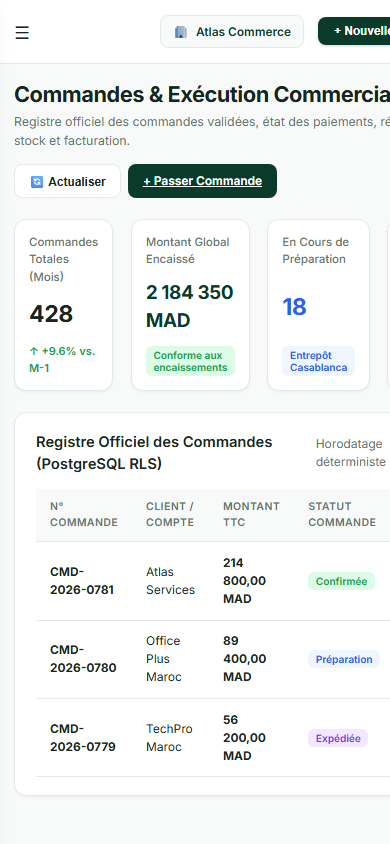 ☰
Atlas Commerce
+ Nouvelle
Commandes & Exécution Commercia
Registre officiel des commandes validées, état des paiements, ré
stock et facturation.
Actualiser
+ Passer Commande
Commandes
Totales
(Mois)
428
↑ +9.6% vs.
M-1
Montant Global
Encaissé
2 184 350
MAD
Conforme aux
encaissements
En Cours de
Préparation
18
Entrepôt
Casablanca
Registre Officiel des Commandes
(PostgreSQL RLS)
Horodatage
déterministe
N°
COMMANDE
CLIENT /
COMPTE
MONTANT
TTC
STATUT
COMMANDE
CMD-
2026-0781
Atlas
Services
214
800,00
MAD
Confirmée
CMD-
2026-0780
Office
Plus
Maroc
89
400,00
MAD
Préparation
CMD-
2026-0779
TechPro
Maroc
56
200,00
MAD
Expédiée